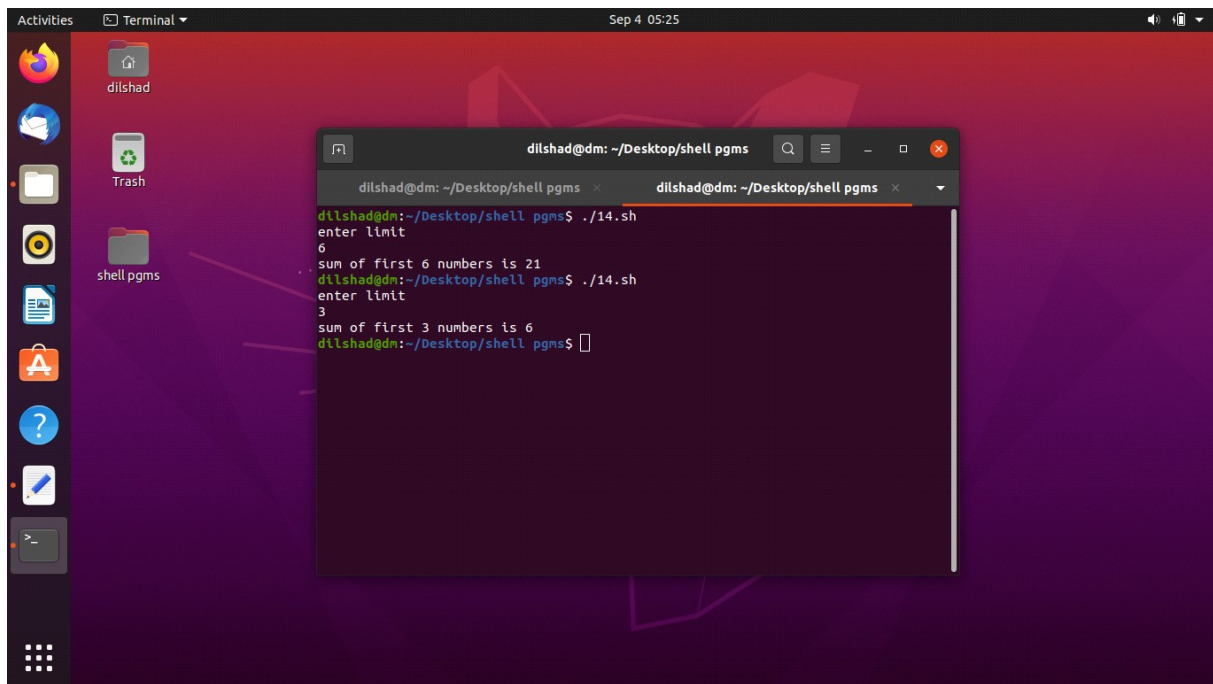 Activities Terminal Sep 4 05:25
dilshad
Trash
shell pgms
dilshad@dm: ~/Desktop/shell pgms
dilshad@dm: ~/Desktop/shell pgms dilshad@dm: ~/Desktop/shell pgms
dilshad@dm:~/Desktop/shell pgms$ ./14.sh
enter limit
6
sum of first 6 numbers is 21
dilshad@dm:~/Desktop/shell pgms$ ./14.sh
enter limit
3
sum of first 3 numbers is 6
dilshad@dm:~/Desktop/shell pgms$